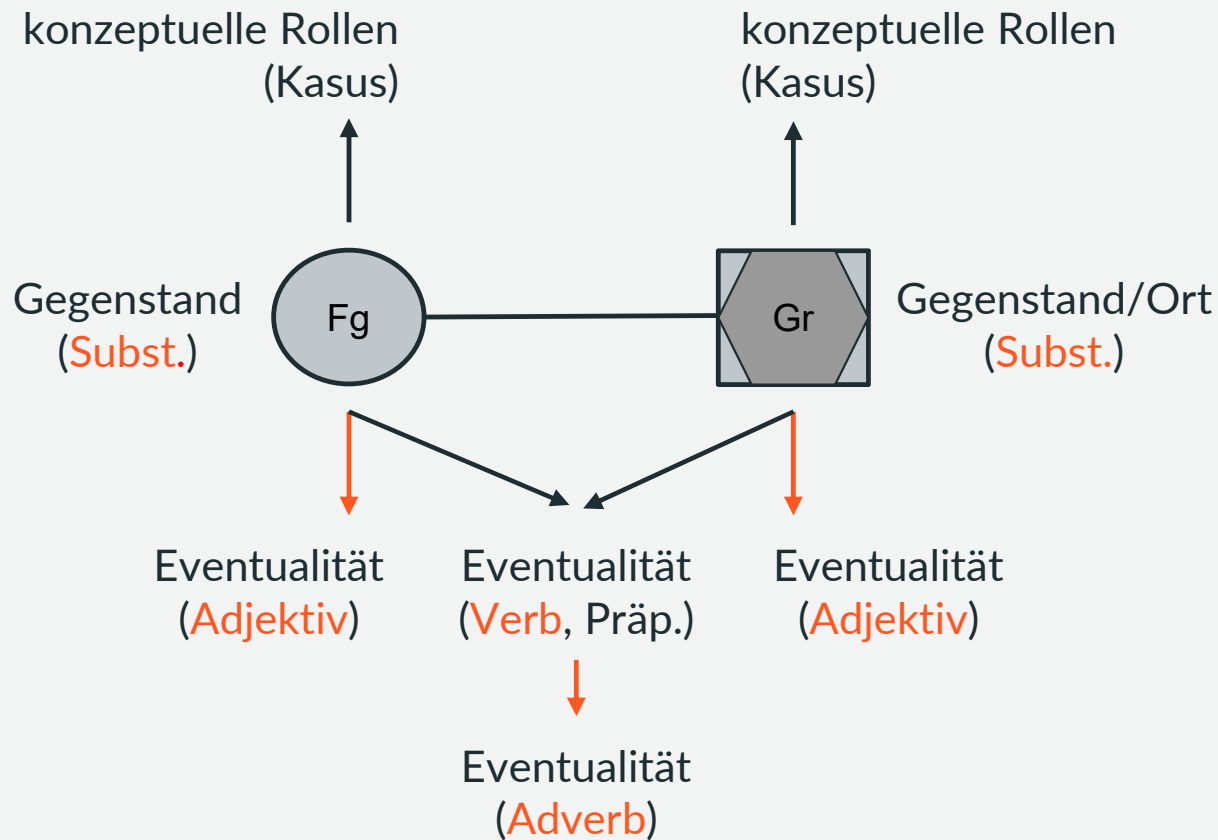 konzeptuelle Rollen
(Kasus)
konzeptuelle Rollen
(Kasus)
Gegenstand
(Subst.)
Fg
Gr
Gegenstand/Ort
(Subst.)
Eventualität
(Adjektiv)
Eventualität
(Verb, Präp.)
Eventualität
(Adjektiv)
Eventualität
(Adverb)